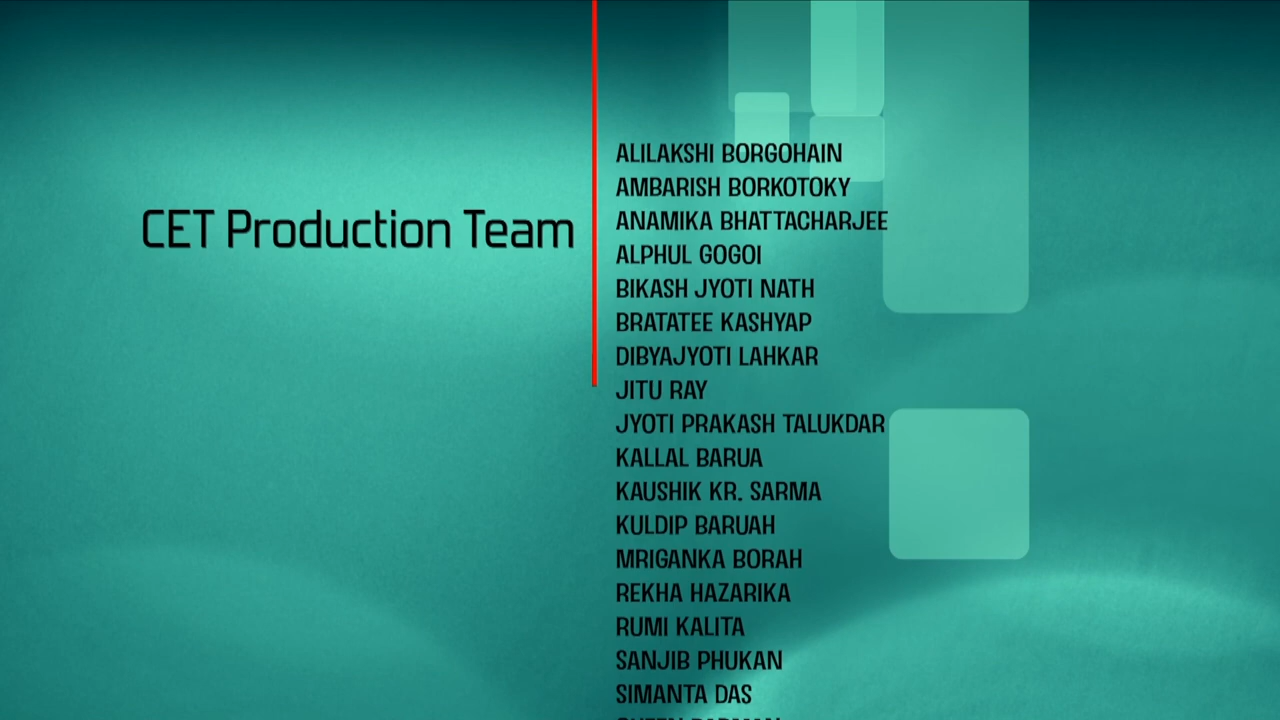 CET Production Team
ALILAKSHI BORGOHAIN
AMBARISH BORKOTOKY
ANAMIKA BHATTACHARJEE
ALPHUL GOGOI
BIKASH JYOTI NATH
BRATATEE KASHYAP
DIBYAJYOTI LAHKAR
JITU RAY
JYOTI PRAKASH TALUKDAR
KALLAL BARUA
KAUSHIK KR. SARMA
KULDIP BARUAH
MRIGANKA BORAH
REKHA HAZARIKA
RUMI KALITA
SANJIB PHUKAN
SIMANTA DAS